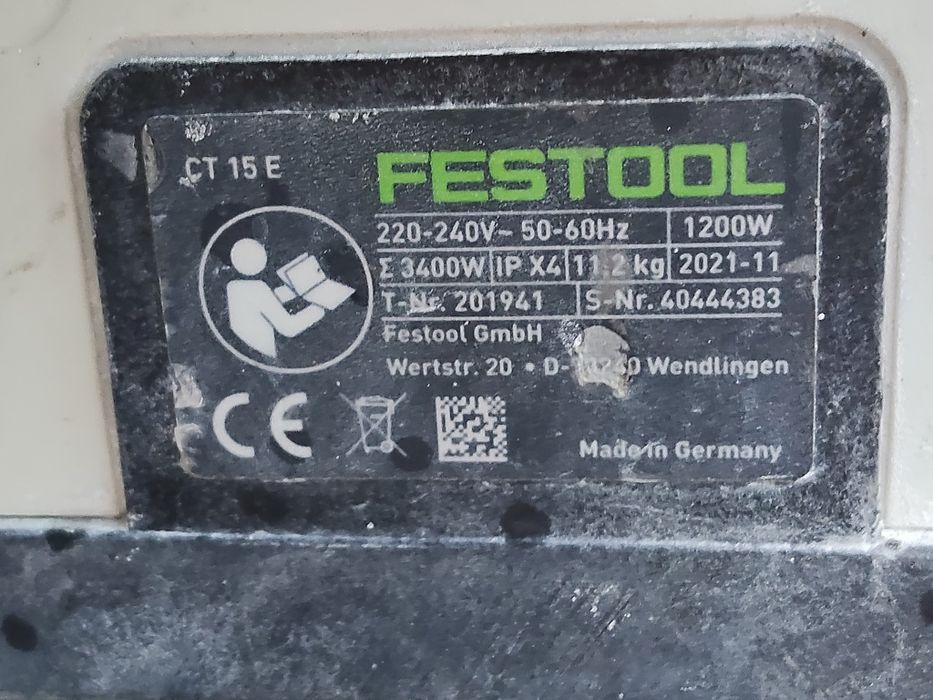 CT 15 E
FESTOOL
220-240V~ 50-60Hz 1200W
Σ 3400W IP X4 11,2 kg 2021-11
T-Nr. 201941 S-Nr. 40444383
Festool GmbH
Wertstr. 20 • D- Wendlingen
CE
Made in Germany